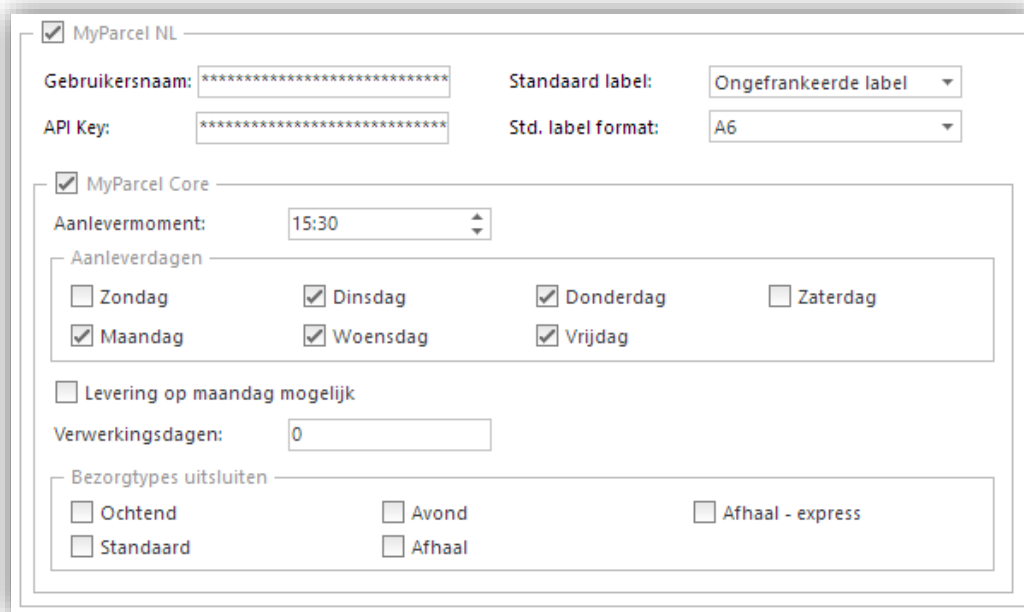 MyParcel NL
Gebruikersnaam: ***************************** Standaard label: Ongefrankeerde label
API Key: ***************************** Std. label format: A6
MyParcel Core
Aanlevermoment: 15:30
Aanleverdagen
Zondag Dinsdag Donderdag Zaterdag
Maandag Woensdag Vrijdag
Levering op maandag mogelijk
Verwerkingsdagen: 0
Bezorgtypes uitsluiten
Ochtend Avond Afhaal - express
Standaard Afhaal